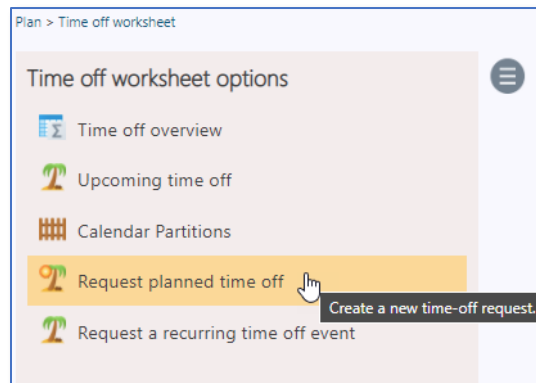 Plan > Time off worksheet
Time off worksheet options
Time off overview
Upcoming time off
Calendar Partitions
Request planned time off
Create a new time-off request.
Request a recurring time off event